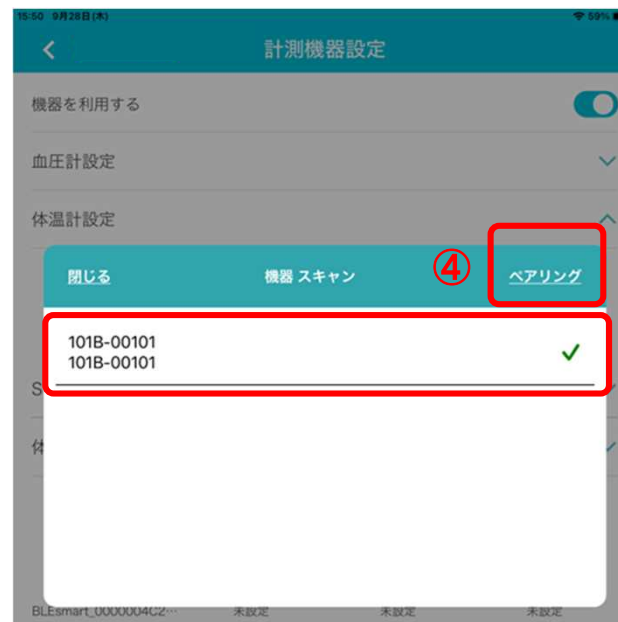 15:50 9月28日(木) 59%
計測機器設定
機器を利用する
血圧計設定
体温計設定
閉じる 機器 スキャン ④ ペアリング
101B-00101
101B-00101
S
体
BLEsmart_0000004C2… 未設定 未設定 未設定